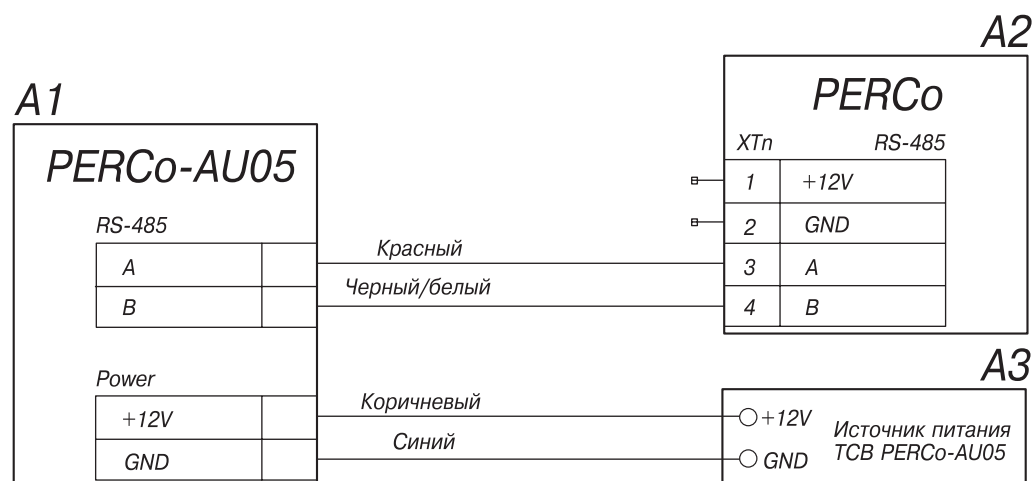 A1
PERCo-AU05
RS-485
A
B
Power
+12V
GND
Красный
Черный/белый
Коричневый
Синий
A2
PERCo
XTn RS-485
1 +12V
2 GND
3 A
4 B
A3
+12V
GND
Источник питания
ТСВ PERCo-AU05